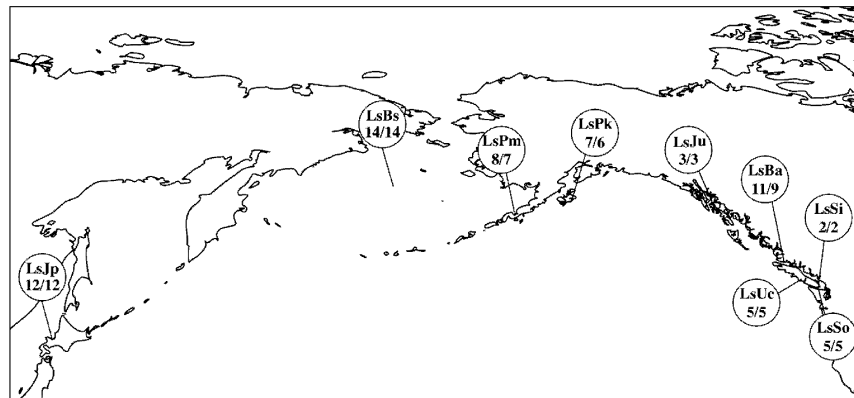 LsBs
14/14
LsPm
8/7
LsPk
7/6
LsJu
3/3
LsBa
11/9
LsSi
2/2
LsJp
12/12
LsUc
5/5
LsSo
5/5